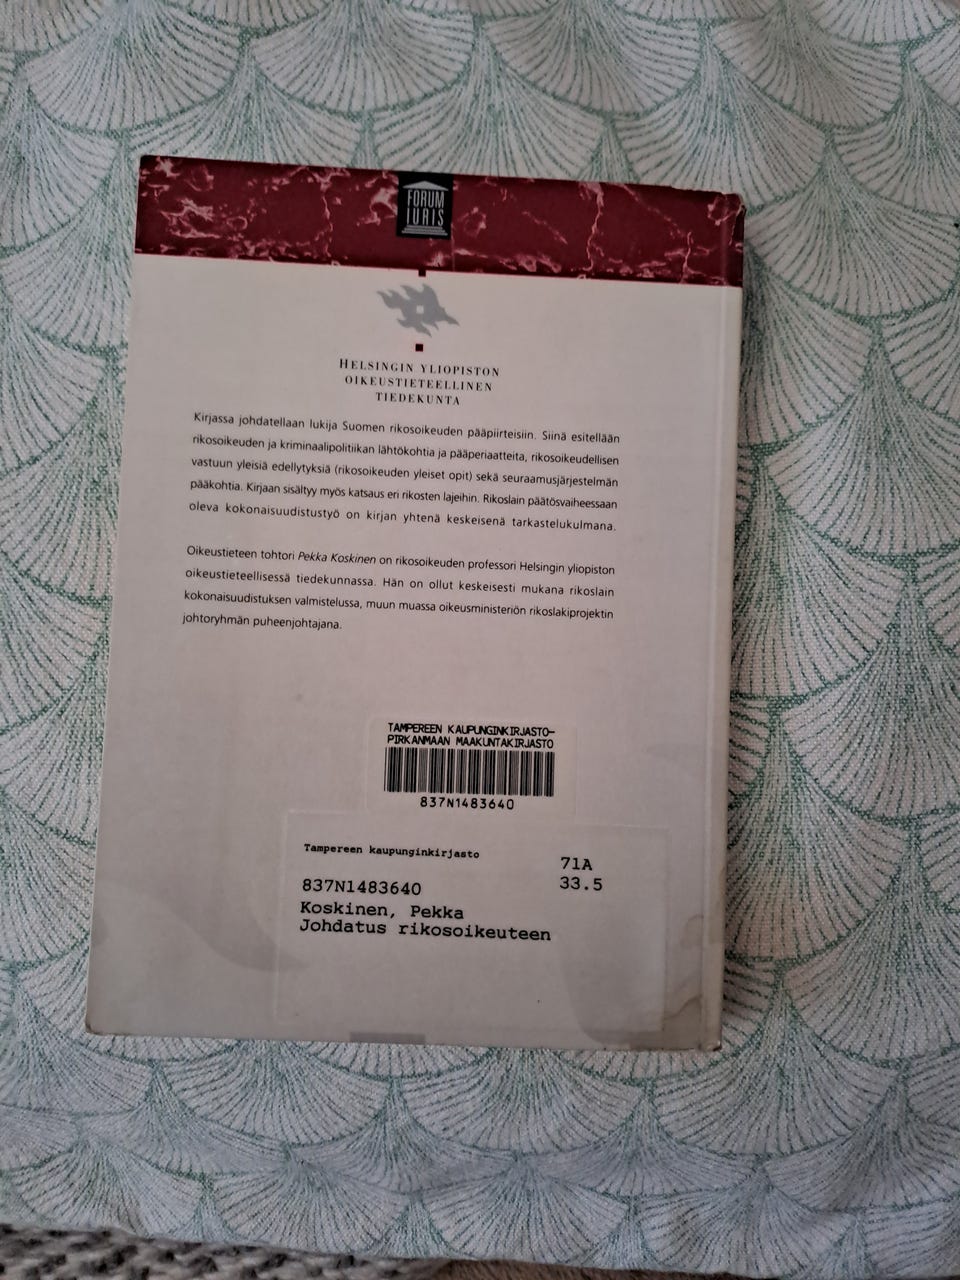 FORUM
IURIS
HELSINGIN YLIOPISTON
OIKEUSTIETEELLINEN
TIEDEKUNTA
Kirjassa johdatellaan lukija Suomen rikosoikeuden pääpiirteisiin. Siinä esitellään
rikosoikeuden ja kriminaalipolitiikan lähtökohtia ja pääperiaatteita, rikosoikeudellisen
vastuun yleisiä edellytyksiä (rikosoikeuden yleiset opit) sekä seuraamusjärjestelmän
pääkohtia. Kirjaan sisältyy myös katsaus eri rikosten lajeihin. Rikoslain päätösvaiheessaan
oleva kokonaisuudistustyö on kirjan yhtenä keskeisenä tarkastelukulmana.
Oikeustieteen tohtori Pekka Koskinen on rikosoikeuden professori Helsingin yliopiston
oikeustieteellisessä tiedekunnassa. Hän on ollut keskeisesti mukana rikoslain
kokonaisuudistuksen valmistelussa, muun muassa oikeusministeriön rikoslakiprojektin
johtoryhmän puheenjohtajana.
TAMPEREEN KAUPUNGINKIRJASTO-
PIRKANMAAN MAAKUNTAKIRJASTO
837N1483640
Tampereen kaupunginkirjasto
71A
837N1483640 33.5
Koskinen, Pekka
Johdatus rikosoikeuteen